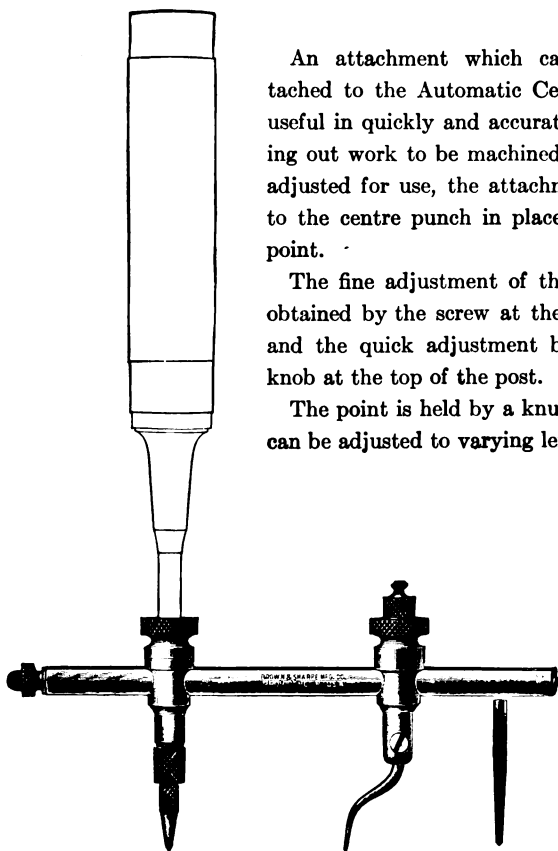 An attachment which ca
tached to the Automatic Ce
useful in quickly and accurat
ing out work to be machined
adjusted for use, the attachr
to the centre punch in place
point.
The fine adjustment of th
obtained by the screw at the
and the quick adjustment b
knob at the top of the post.
The point is held by a knu
can be adjusted to varying le
BROWN & SHARPE MFG. CO.